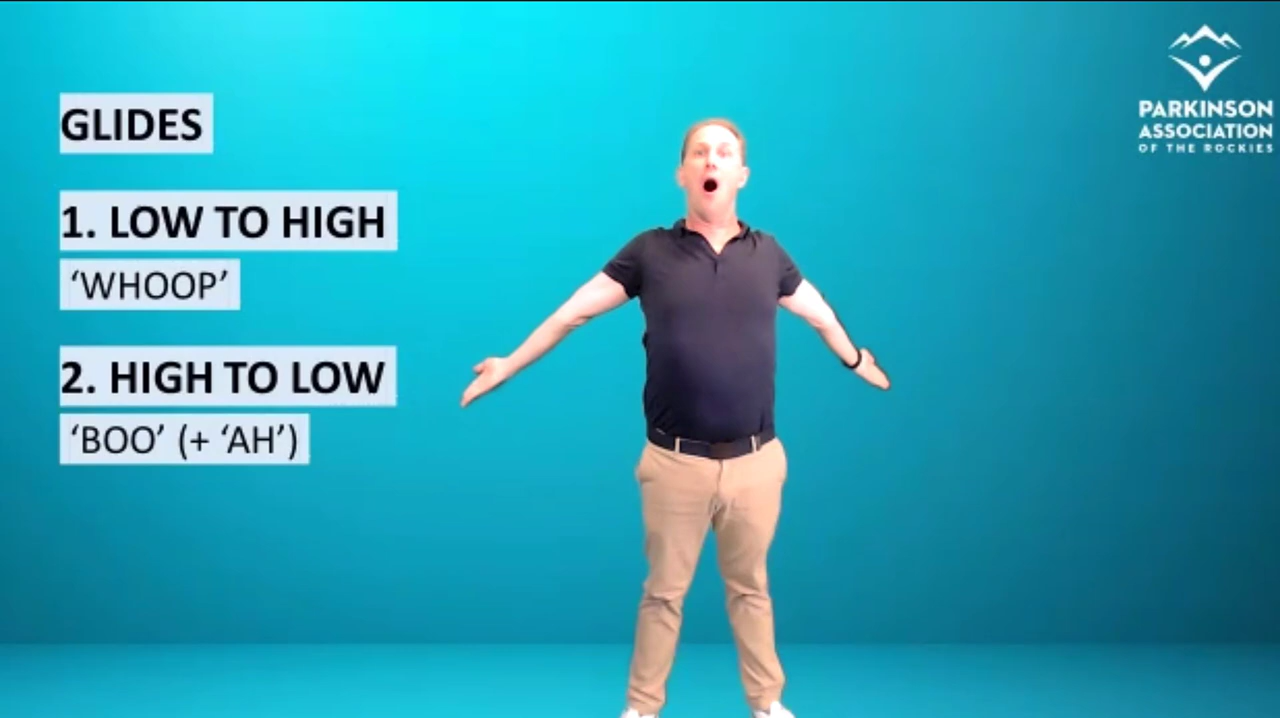 GLIDES
1. LOW TO HIGH
‘WHOOP’
2. HIGH TO LOW
‘BOO’ (+ ‘AH’)
PARKINSON
ASSOCIATION
OF THE ROCKIES